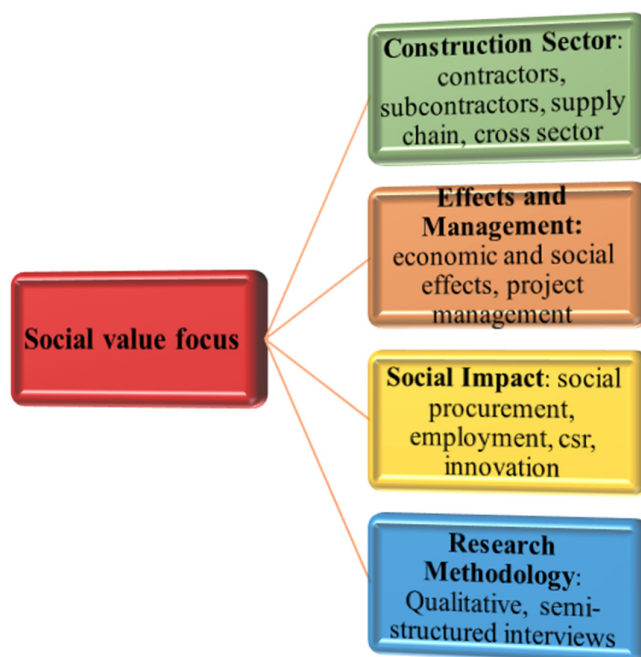 Social value focus
Construction Sector:
contractors,
subcontractors, supply
chain, cross sector
Effects and
Management:
economic and social
effects, project
management
Social Impact: social
procurement,
employment, csr,
innovation
Research
Methodology:
Qualitative, semi-
structured interviews